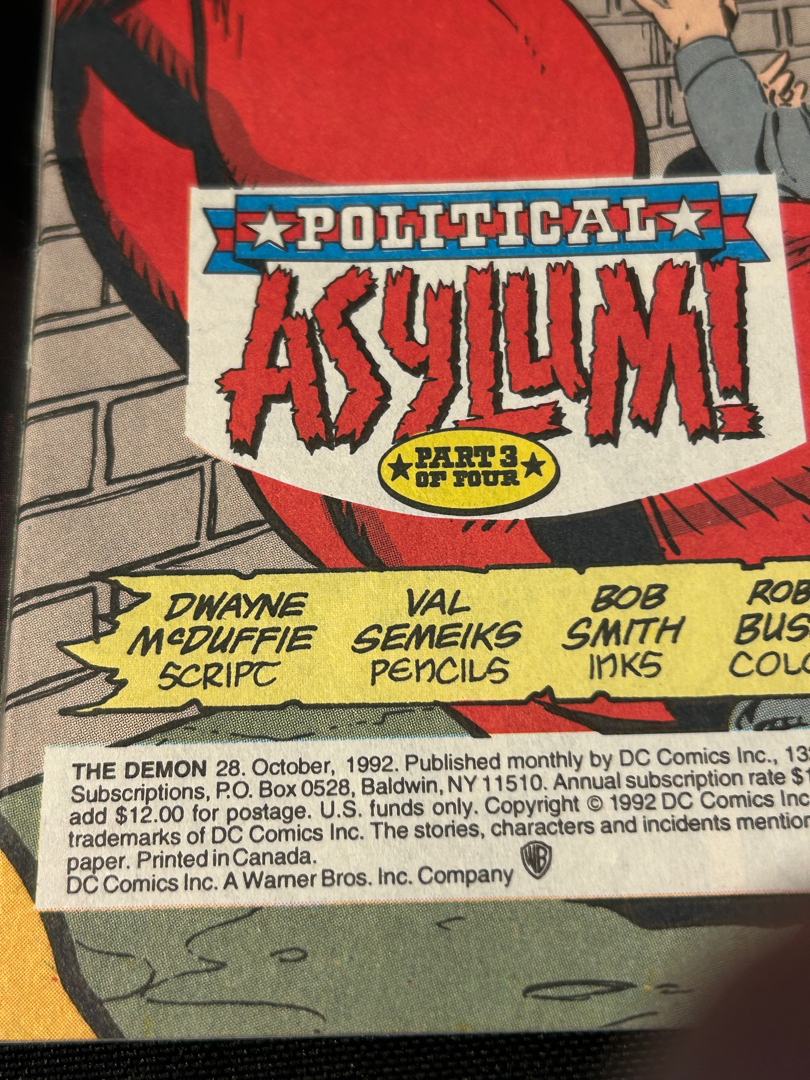 POLITICAL
ASYLUM!
PART 3
OF FOUR
DWAYNE
McDUFFIE
SCRIPT
VAL
SEMEIKS
PENCILS
BOB
SMITH
INKS
THE DEMON 28. October, 1992. Published monthly by DC Comics Inc.,
Subscriptions, P.O. Box 0528, Baldwin, NY 11510. Annual subscription rate $
add $12.00 for postage. U.S. funds only. Copyright © 1992 DC Comics Inc
trademarks of DC Comics Inc. The stories, characters and incidents
paper. Printed in Canada.
DC Comics Inc. A Warner Bros. Inc. Company WB